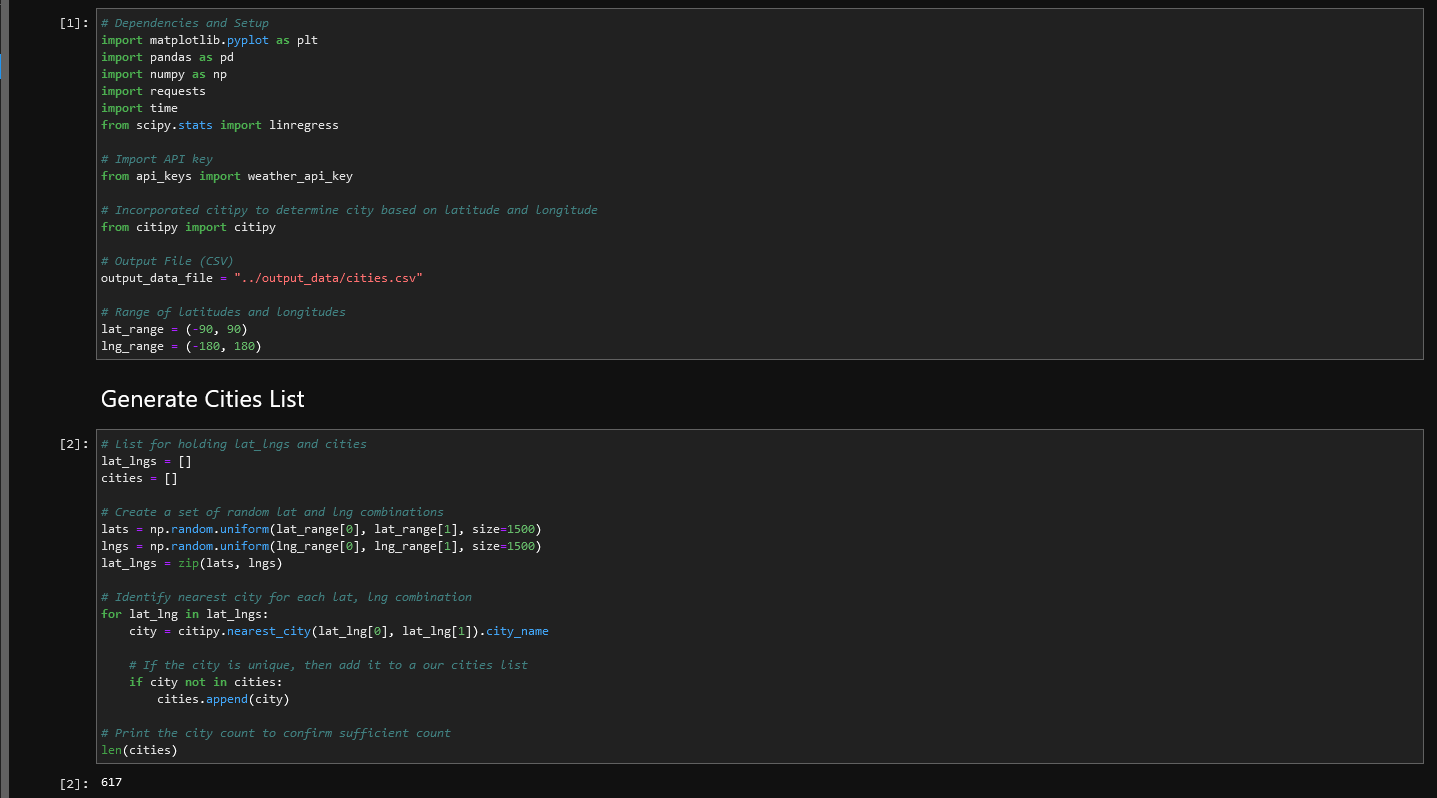 [1]:
# Dependencies and Setup
import matplotlib.pyplot as plt
import pandas as pd
import numpy as np
import requests
import time
from scipy.stats import linregress

# Import API key
from api_keys import weather_api_key

# Incorporated citipy to determine city based on latitude and longitude
from citipy import citipy

# Output File (CSV)
output_data_file = "../output_data/cities.csv"

# Range of latitudes and longitudes
lat_range = (-90, 90)
lng_range = (-180, 180)

Generate Cities List

[2]:
# List for holding lat_lngs and cities
lat_lngs = []
cities = []

# Create a set of random lat and lng combinations
lats = np.random.uniform(lat_range[0], lat_range[1], size=1500)
lngs = np.random.uniform(lng_range[0], lng_range[1], size=1500)
lat_lngs = zip(lats, lngs)

# Identify nearest city for each lat, lng combination
for lat_lng in lat_lngs:
    city = citipy.nearest_city(lat_lng[0], lat_lng[1]).city_name

    # If the city is unique, then add it to a our cities list
    if city not in cities:
        cities.append(city)

# Print the city count to confirm sufficient count
len(cities)

[2]: 617